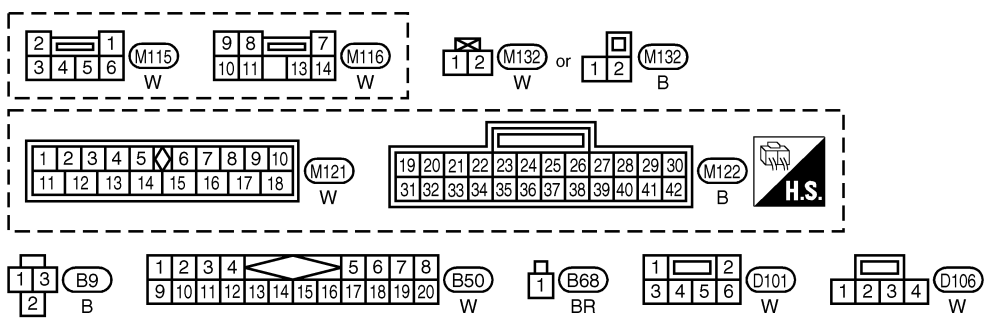 2 1 9 8 7
3 4 5 6 M115 10 11 13 14 M116 1 2 M132 or 1 2 M132
W W W B
1 2 3 4 5 6 7 8 9 10 19 20 21 22 23 24 25 26 27 28 29 30
11 12 13 14 15 16 17 18 M121 31 32 33 34 35 36 37 38 39 40 41 42 M122
W B H.S.
1 3 B9 1 2 3 4 5 6 7 8 B50 1 B68 1 2 D101 D106
2 B 9 10 11 12 13 14 15 16 17 18 19 20 W BR 3 4 5 6 W 1 2 3 4 W